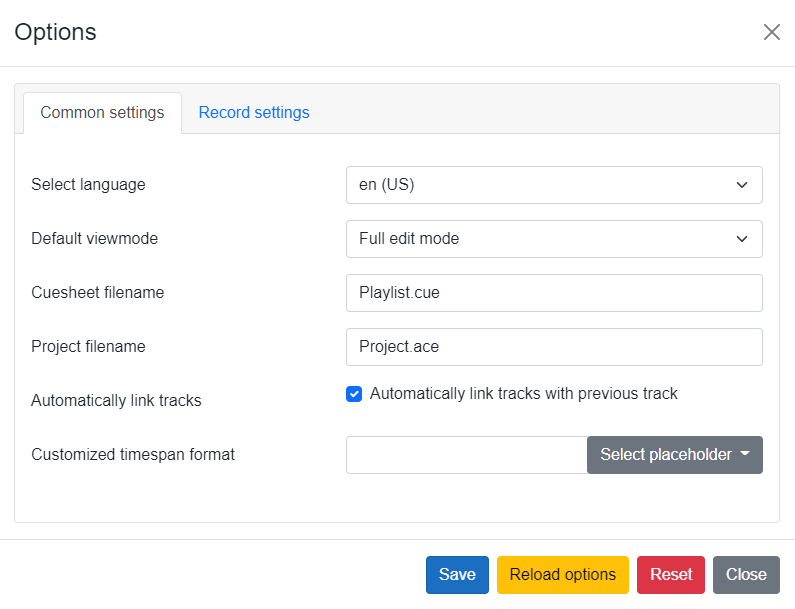 Options
Common settings
Record settings
Select language
en (US)
Default viewmode
Full edit mode
Cuesheet filename
Playlist.cue
Project filename
Project.ace
Automatically link tracks
Automatically link tracks with previous track
Customized timespan format
Select placeholder
Save
Reload options
Reset
Close